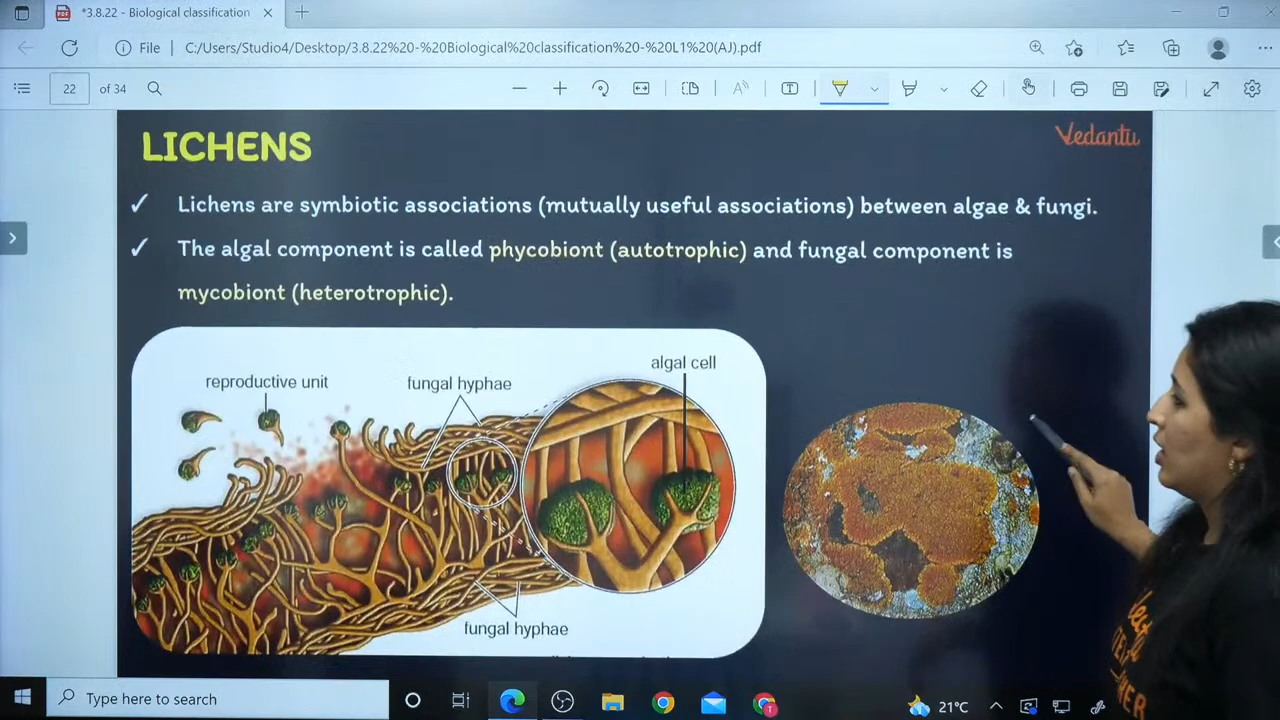 *3.8.22 - Biological classification
File
C:/Users/Studio4/Desktop/3.8.22%20-%20Biological%20classification%20-%20L1%20(AJ).pdf
22 of 34
LICHENS
Vedantu
✓ Lichens are symbiotic associations (mutually useful associations) between algae & fungi.
✓ The algal component is called phycobiont (autotrophic) and fungal component is
mycobiont (heterotrophic).
algal cell
reproductive unit
fungal hyphae
fungal hyphae
Type here to search
21°C